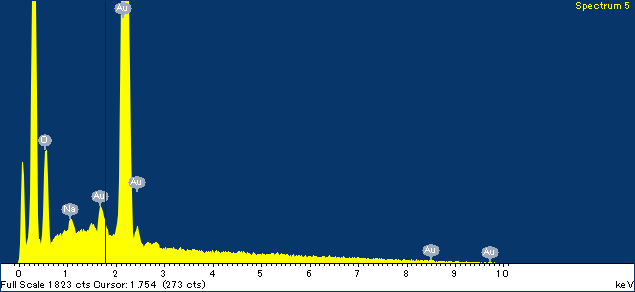 Spectrum 5
Au
O
Au
Au
Na
Au
Au
0 1 2 3 4 5 6 7 8 9 10
Full Scale 1823 cts Cursor: 1.754 (273 cts)
keV